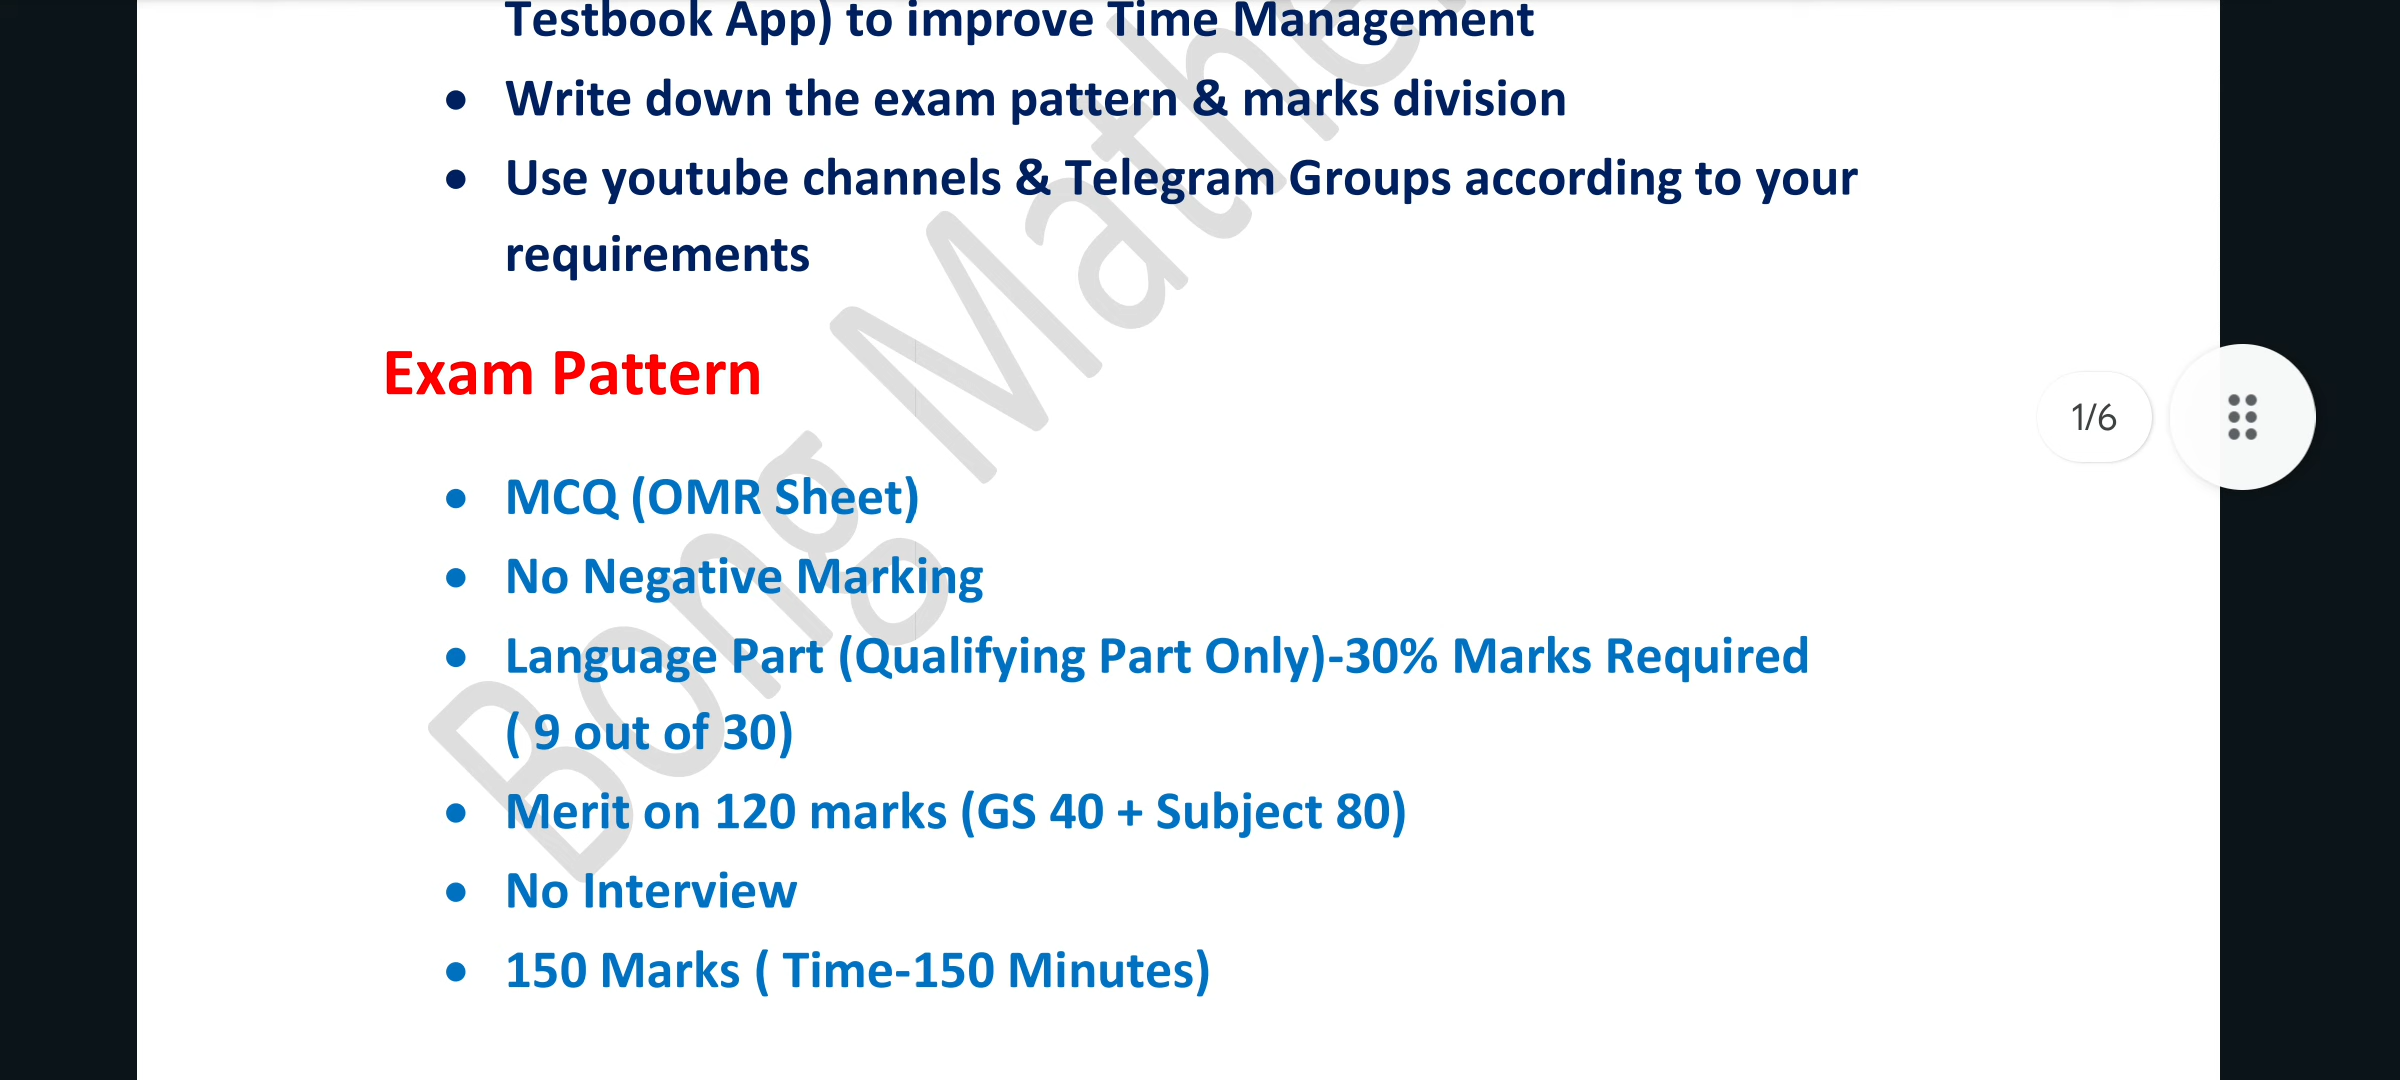 Testbook App) to improve Time Management
• Write down the exam pattern & marks division
• Use youtube channels & Telegram Groups according to your
requirements
Exam Pattern
1/6
• MCQ (OMR Sheet)
• No Negative Marking
• Language Part (Qualifying Part Only)-30% Marks Required
( 9 out of 30)
• Merit on 120 marks (GS 40 + Subject 80)
• No Interview
• 150 Marks ( Time-150 Minutes)
Bong Mathe